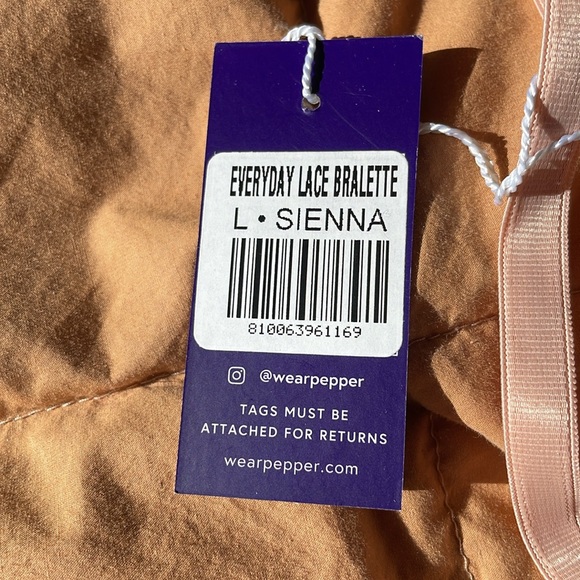 EVERYDAY LACE BRALETTE
L • SIENNA
810063961169
@wearpepper
TAGS MUST BE
ATTACHED FOR RETURNS
wearpepper.com